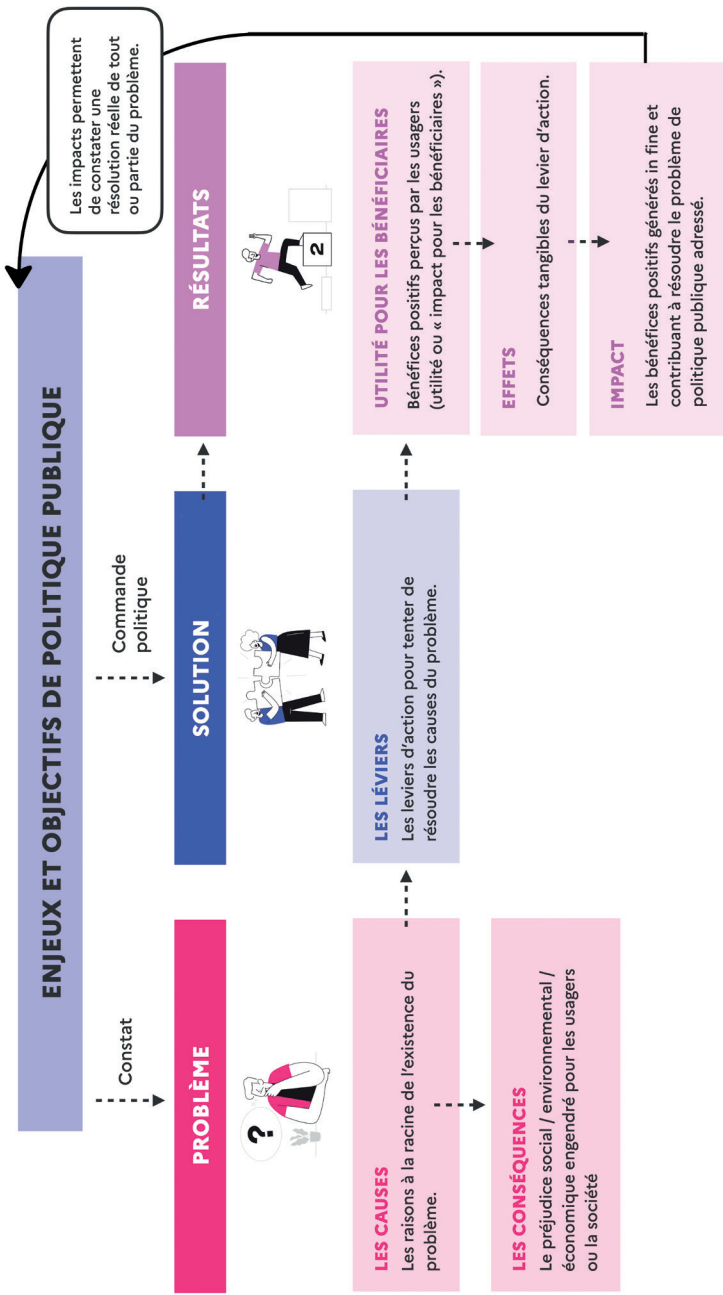 ENJEUX ET OBJECTIFS DE POLITIQUE PUBLIQUE
Les impacts permettent
de constater une
résolution réelle de tout
ou partie du problème.
Constat
Commande
politique
PROBLÈME
?
LES CAUSES
Les raisons à la racine de l'existence du
problème.
LES CONSÉQUENCES
Le préjudice social / environnemental /
économique engendré pour les usagers
ou la société
SOLUTION
LES LÉVIERS
Les leviers d'action pour tenter de
résoudre les causes du problème.
RÉSULTATS
2
UTILITÉ POUR LES BÉNÉFICIAIRES
Bénéfices positifs perçus par les usagers
(utilité ou « impact pour les bénéficiaires »).
EFFETS
Conséquences tangibles du levier d'action.
IMPACT
Les bénéfices positifs générés in fine et
contribuant à résoudre le problème de
politique publique adressé.